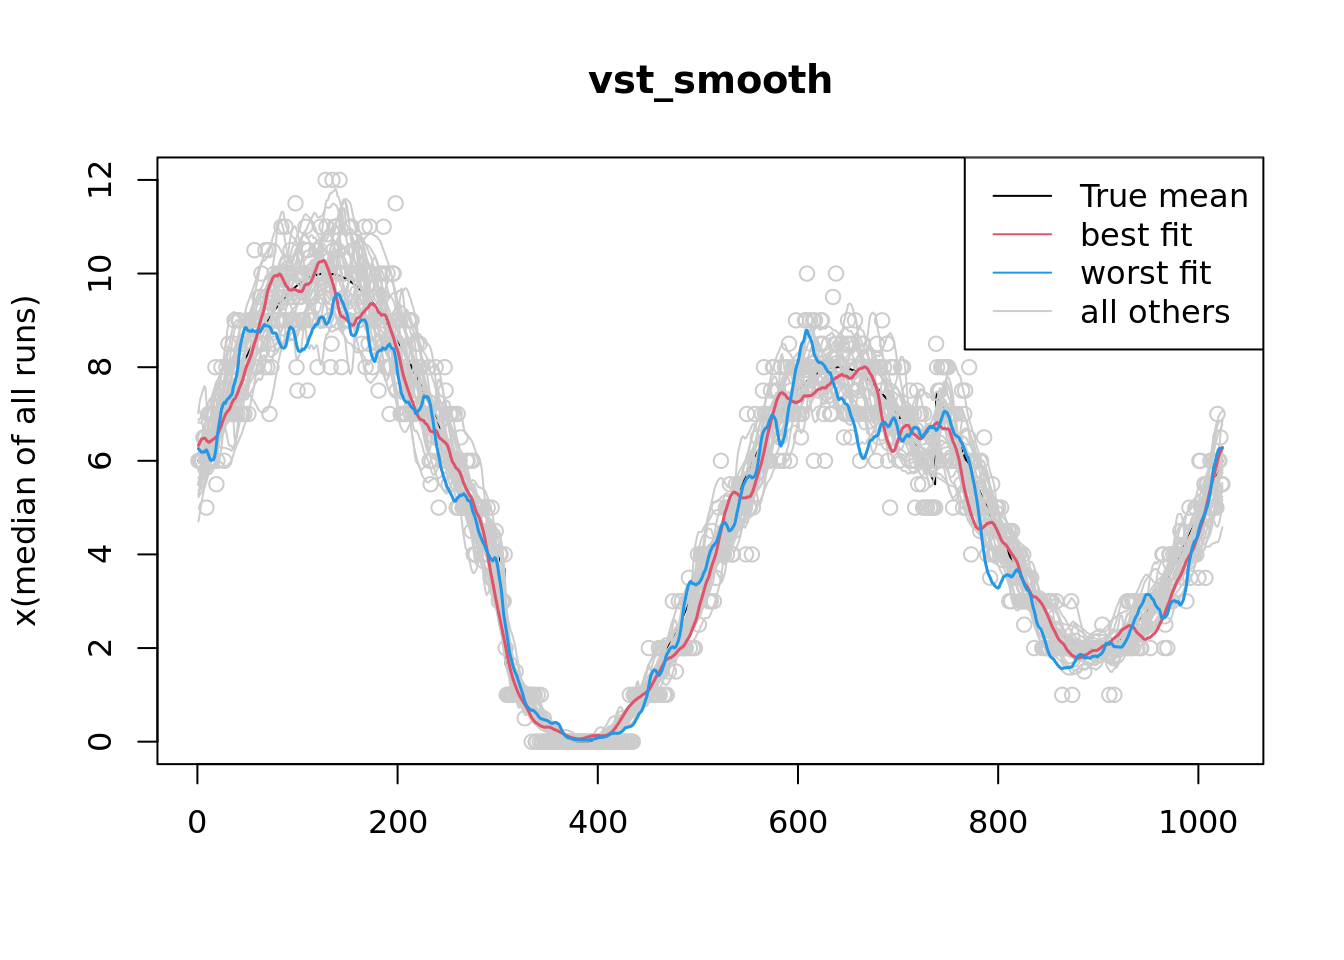 vst_smooth
True mean
best fit
worst fit
all others
x(median of all runs)
12
10
8
6
4
2
0
0 200 400 600 800 1000